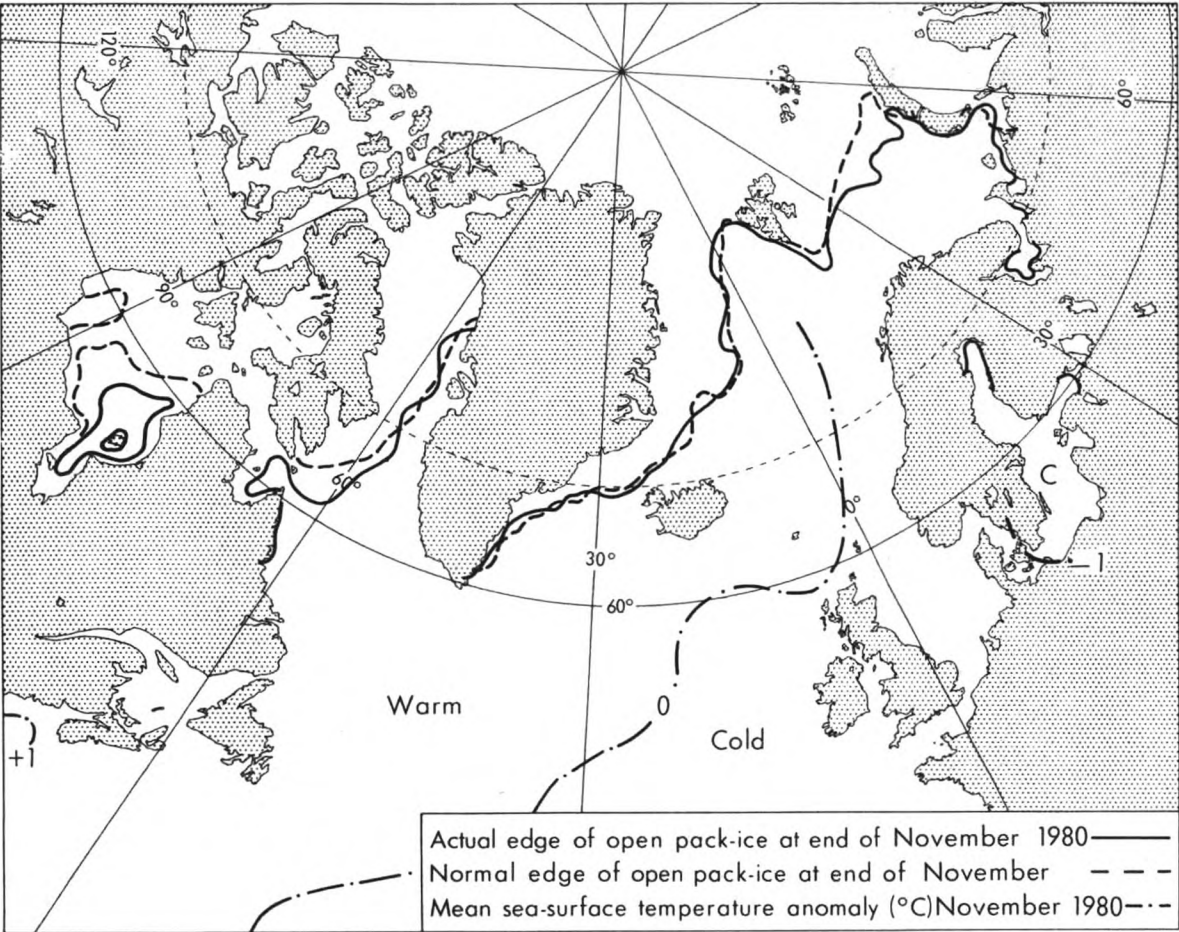 120°
60°
90°
30°
60°
C
0°
30°
1
60°
Warm
0
Cold
+1
Actual edge of open pack-ice at end of November 1980
Normal edge of open pack-ice at end of November
Mean sea-surface temperature anomaly (°C) November 1980